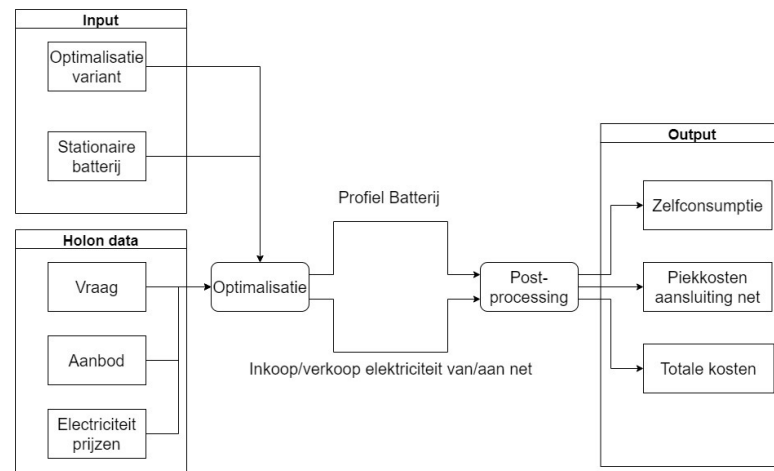 Input
Optimalisatie
variant
Stationaire
batterij
Holon data
Vraag
Aanbod
Electriciteit
prijzen
Optimalisatie
Profiel Batterij
Inkoop/verkoop elektriciteit van/aan net
Post-
processing
Output
Zelfconsumptie
Piekkosten
aansluiting net
Totale kosten